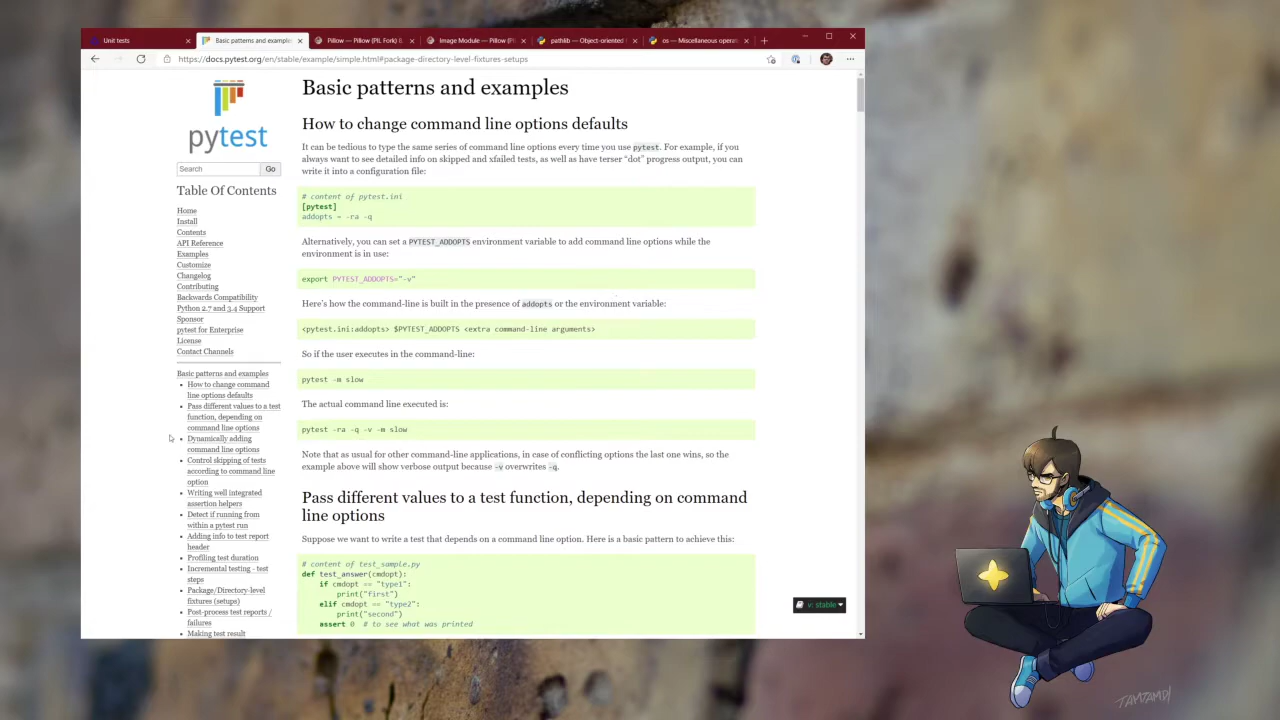 Unit tests
Basic patterns and examples
Pillow — Pillow (PIL Fork) 8
Image Module — Pillow (PI
pathlib — Object-oriented
os — Miscellaneous operat
https://docs.pytest.org/en/stable/example/simple.html#package-directory-level-fixtures-setups
pytest
Search
Go
Table Of Contents
Home
Install
Contents
API Reference
Examples
Customize
Changelog
Contributing
Backwards Compatibility
Python 2.7 and 3.4 Support
Sponsor
pytest for Enterprise
License
Contact Channels
Basic patterns and examples
How to change command
line options defaults
Pass different values to a test
function, depending on
command line options
Dynamically adding
command line options
Control skipping of tests
according to command line
option
Writing well integrated
assertion helpers
Detect if running from
within a pytest run
Adding info to test report
header
Profiling test duration
Incremental testing - test
steps
Package/Directory-level
fixtures (setups)
Post-process test reports /
failures
Making test result
Basic patterns and examples
How to change command line options defaults
It can be tedious to type the same series of command line options every time you use pytest. For example, if you
always want to see detailed info on skipped and xfailed tests, as well as have terser “dot” progress output, you can
write it into a configuration file:
# content of pytest.ini
[pytest]
addopts = -ra -q
Alternatively, you can set a PYTEST_ADDOPTS environment variable to add command line options while the
environment is in use:
export PYTEST_ADDOPTS="-v"
Here’s how the command-line is built in the presence of addopts or the environment variable:
<pytest.ini:addopts> $PYTEST_ADDOPTS <extra command-line arguments>
So if the user executes in the command-line:
pytest -m slow
The actual command line executed is:
pytest -ra -q -v -m slow
Note that as usual for other command-line applications, in case of conflicting options the last one wins, so the
example above will show verbose output because -v overwrites -q.
Pass different values to a test function, depending on command
line options
Suppose we want to write a test that depends on a command line option. Here is a basic pattern to achieve this:
# content of test_sample.py
def test_answer(cmdopt):
if cmdopt == "type1":
print("first")
elif cmdopt == "type2":
print("second")
assert 0  # to see what was printed
v: stable